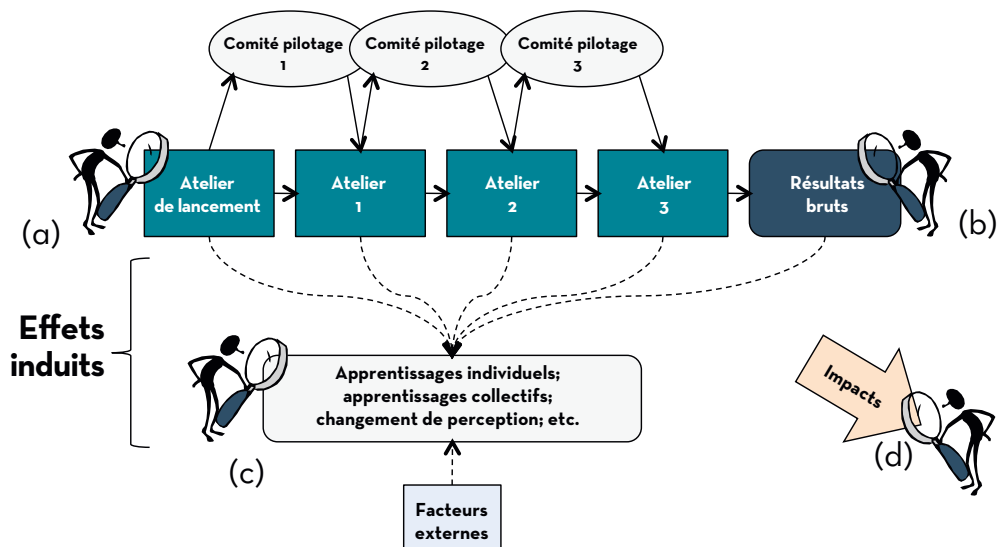 Comité pilotage
1
Comité pilotage
2
Comité pilotage
3
Atelier
de lancement
Atelier
1
Atelier
2
Atelier
3
Résultats
bruts
(a)
(b)
Effets
induits
Apprentissages individuels;
apprentissages collectifs;
changement de perception; etc.
Impacts
(c)
(d)
Facteurs
externes